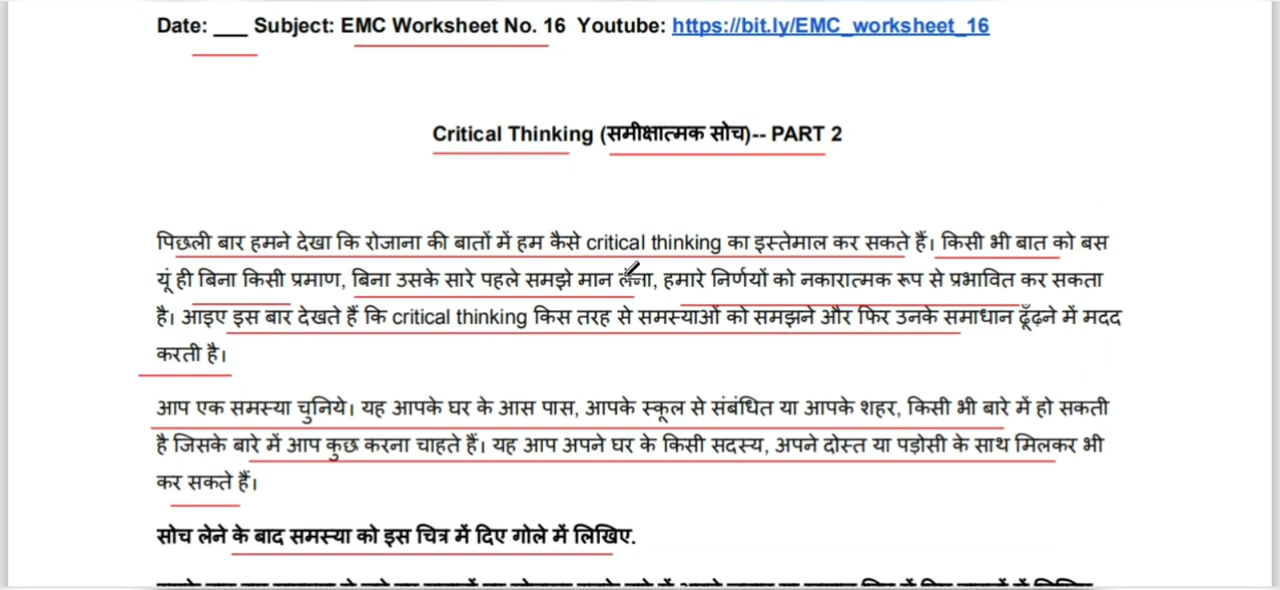 Date: ___ Subject: EMC Worksheet No. 16 Youtube: https://bit.ly/EMC_worksheet_16
Critical Thinking (समीक्षात्मक सोच)-- PART 2
पिछली बार हमने देखा कि रोजाना की बातों में हम कैसे critical thinking का इस्तेमाल कर सकते हैं। किसी भी बात को बस
यूं ही बिना किसी प्रमाण, बिना उसके सारे पहले समझे मान लेना, हमारे निर्णयों को नकारात्मक रूप से प्रभावित कर सकता
है। आइए इस बार देखते हैं कि critical thinking किस तरह से समस्याओं को समझने और फिर उनके समाधान ढूँढ़ने में मदद
करती है।
आप एक समस्या चुनिये। यह आपके घर के आस पास, आपके स्कूल से संबंधित या आपके शहर, किसी भी बारे में हो सकती
है जिसके बारे में आप कुछ करना चाहते हैं। यह आप अपने घर के किसी सदस्य, अपने दोस्त या पड़ोसी के साथ मिलकर भी
कर सकते हैं।
सोच लेने के बाद समस्या को इस चित्र में दिए गोले में लिखिए.